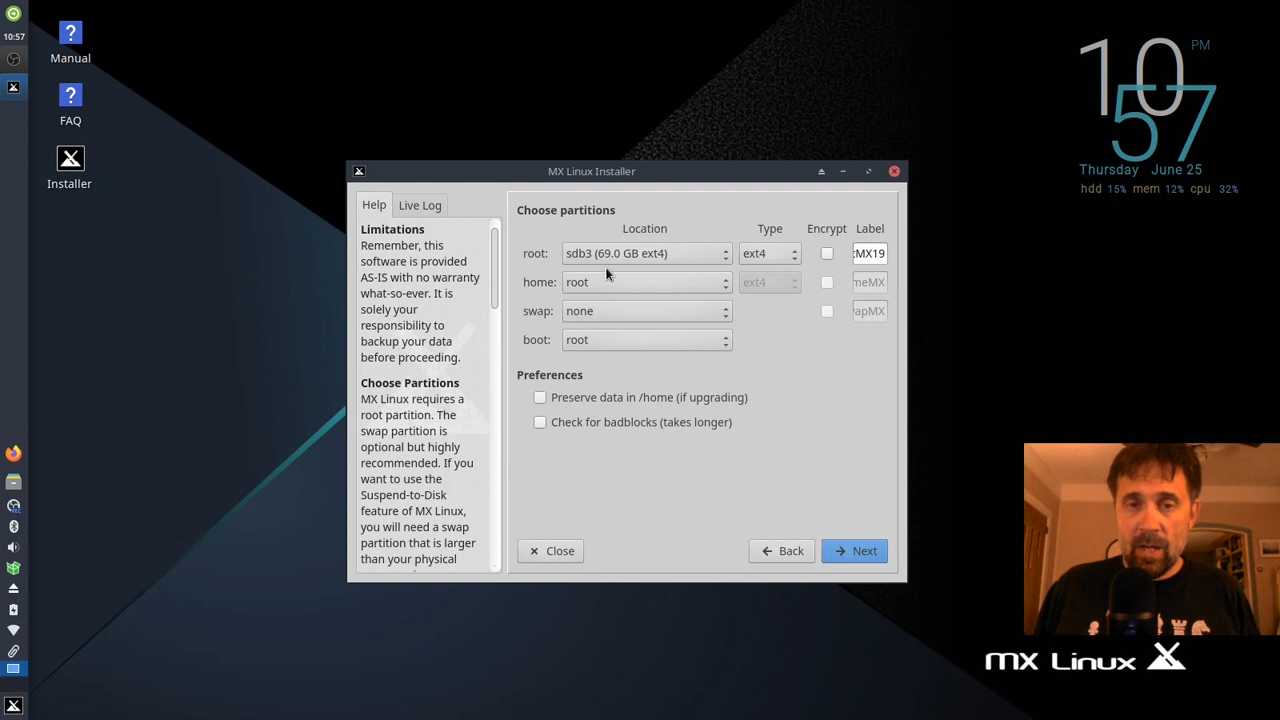 10:57
Manual
FAQ
Installer
10 PM
57
Thursday June 25
hdd 15% mem 12% cpu 32%
MX Linux Installer
Help
Live Log
Limitations
Remember, this
software is provided
AS-IS with no warranty
what-so-ever. It is
solely your
responsibility to
backup your data
before proceeding.
Choose Partitions
MX Linux requires a
root partition. The
swap partition is
optional but highly
recommended. If you
want to use the
Suspend-to-Disk
feature of MX Linux,
you will need a swap
partition that is larger
than your physical
Choose partitions
Location Type Encrypt Label
root: sdb3 (69.0 GB ext4) ext4 :MX19
home: root ext4 meMX
swap: none apMX
boot: root
Preferences
Preserve data in /home (if upgrading)
Check for badblocks (takes longer)
Close
Back
Next
MX Linux